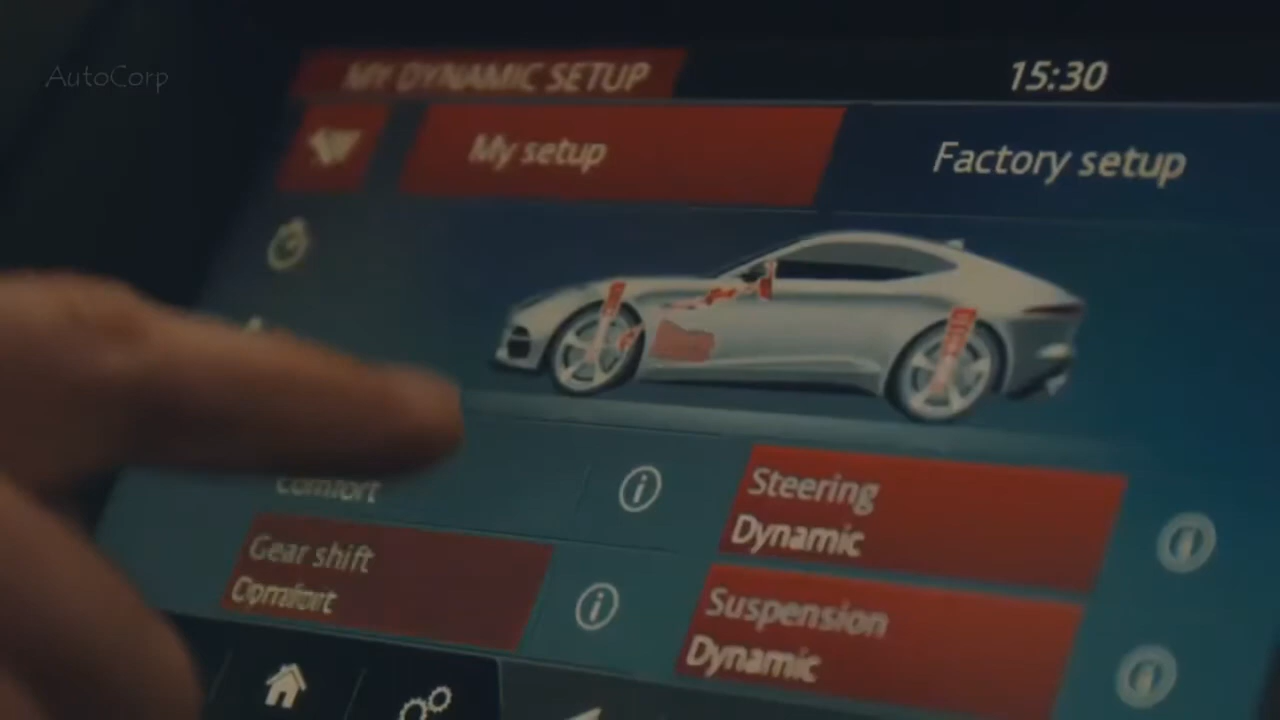 AutoCorp
MY DYNAMIC SETUP
15:30
My setup
Factory setup
Comfort
Steering
Dynamic
Gear shift
Comfort
Suspension
Dynamic